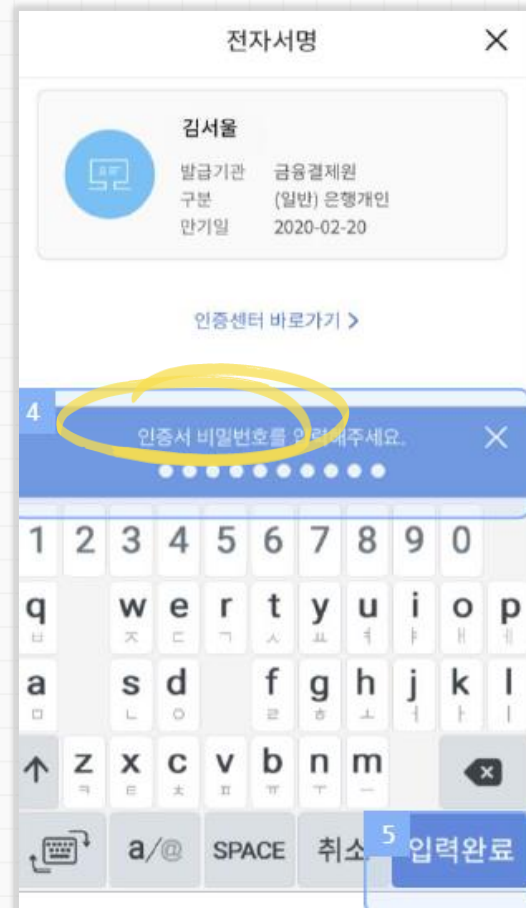 전자서명
김서울
발급기관 금융결제원
구분 (일반) 은행개인
만기일 2020-02-20
인증센터 바로가기 >
4
인증서 비밀번호를 입력해주세요.
1 2 3 4 5 6 7 8 9 0
q w e r t y u i o p
ㅂ ㅈ ㄷ ㄱ ㅅ ㅛ ㅕ ㅑ ㅐ ㅔ
a s d f g h j k l
ㅁ ㄴ ㅇ ㄹ ㅎ ㅗ ㅓ ㅏ ㅣ
z x c v b n m
ㅋ ㅌ ㅊ ㅍ ㅠ ㅜ ㅡ
a/@ SPACE 취소 5 입력완료